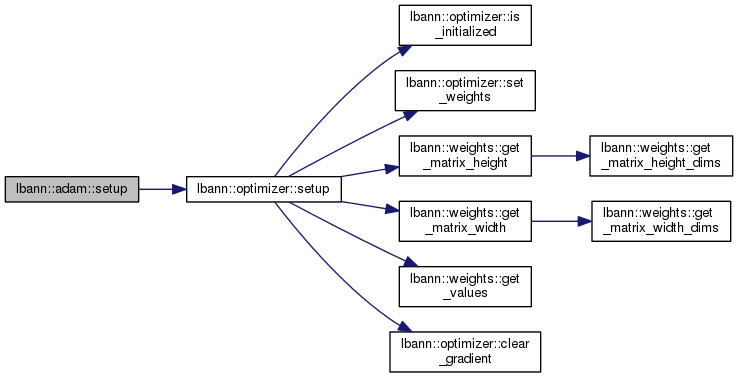 lbann::adam::setup
lbann::optimizer::setup
lbann::optimizer::is
_initialized
lbann::optimizer::set
_weights
lbann::weights::get
_matrix_height
lbann::weights::get
_matrix_height_dims
lbann::weights::get
_matrix_width
lbann::weights::get
_matrix_width_dims
lbann::weights::get
_values
lbann::optimizer::clear
_gradient